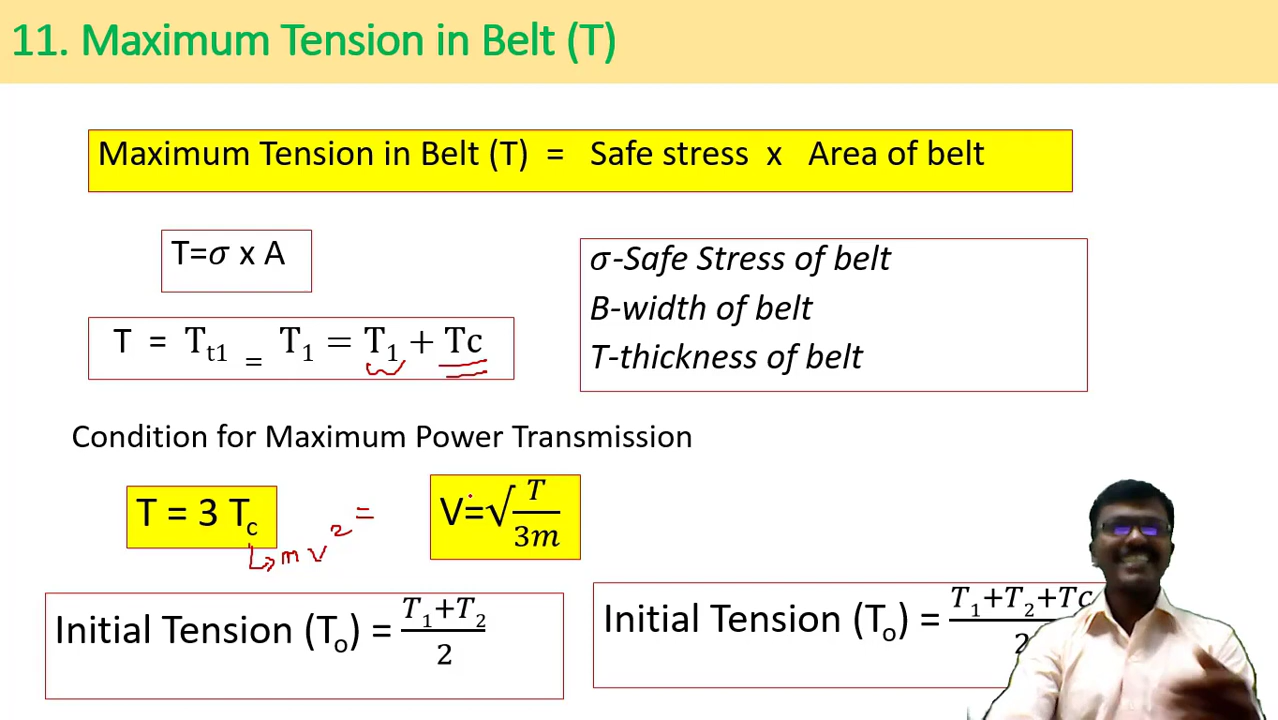 11. Maximum Tension in Belt (T)
Maximum Tension in Belt (T) = Safe stress x Area of belt
T=σ x A
σ-Safe Stress of belt
B-width of belt
T-thickness of belt
T = Tt1 = T1 = T1 + Tc
Condition for Maximum Power Transmission
T = 3 Tc
↳ m v² =
V=√T/3m
Initial Tension (To) = T1+T2/2
Initial Tension (To) = T1+T2+Tc/2